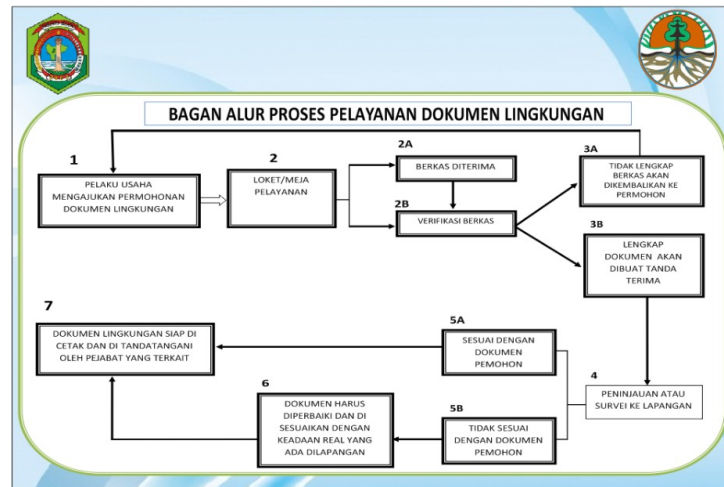 BAGAN ALUR PROSES PELAYANAN DOKUMEN LINGKUNGAN
1
PELAKU USAHA
MENGAJUKAN PERMOHONAN
DOKUMEN LINGKUNGAN
2
LOKET/MEJA
PELAYANAN
2A
BERKAS DITERIMA
2B
VERIFIKASI BERKAS
3A
TIDAK LENGKAP
BERKAS AKAN
DIKEMBALIKAN KE
PERMOHON
3B
LENGKAP
DOKUMEN AKAN
DIBUAT TANDA
TERIMA
4
PENINJAUAN ATAU
SURVEI KE LAPANGAN
5A
SESUAI DENGAN
DOKUMEN
PEMOHON
5B
TIDAK SESUAI
DENGAN DOKUMEN
PEMOHON
6
DOKUMEN HARUS
DIPERBAIKI DAN DI
SESUAIKAN DENGAN
KEADAAN REAL YANG
ADA DILAPANGAN
7
DOKUMEN LINGKUNGAN SIAP DI
CETAK DAN DI TANDATANGANI
OLEH PEJABAT YANG TERKAIT